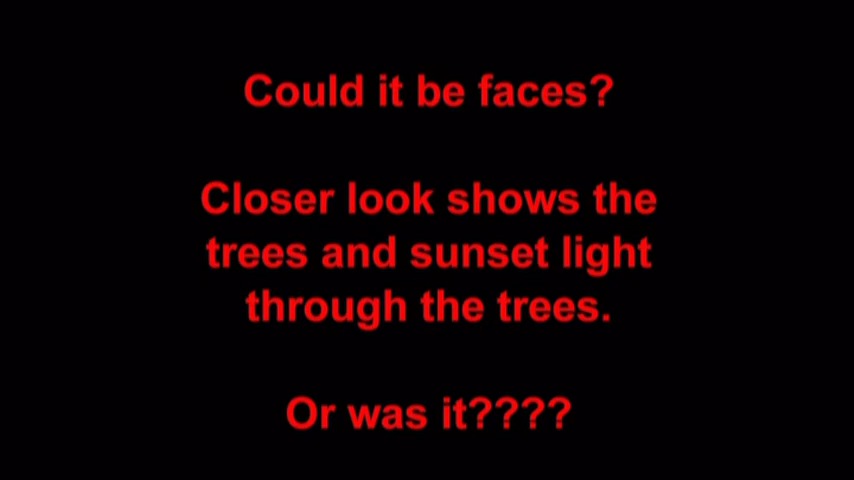 Could it be faces?
Closer look shows the
trees and sunset light
through the trees.
Or was it????